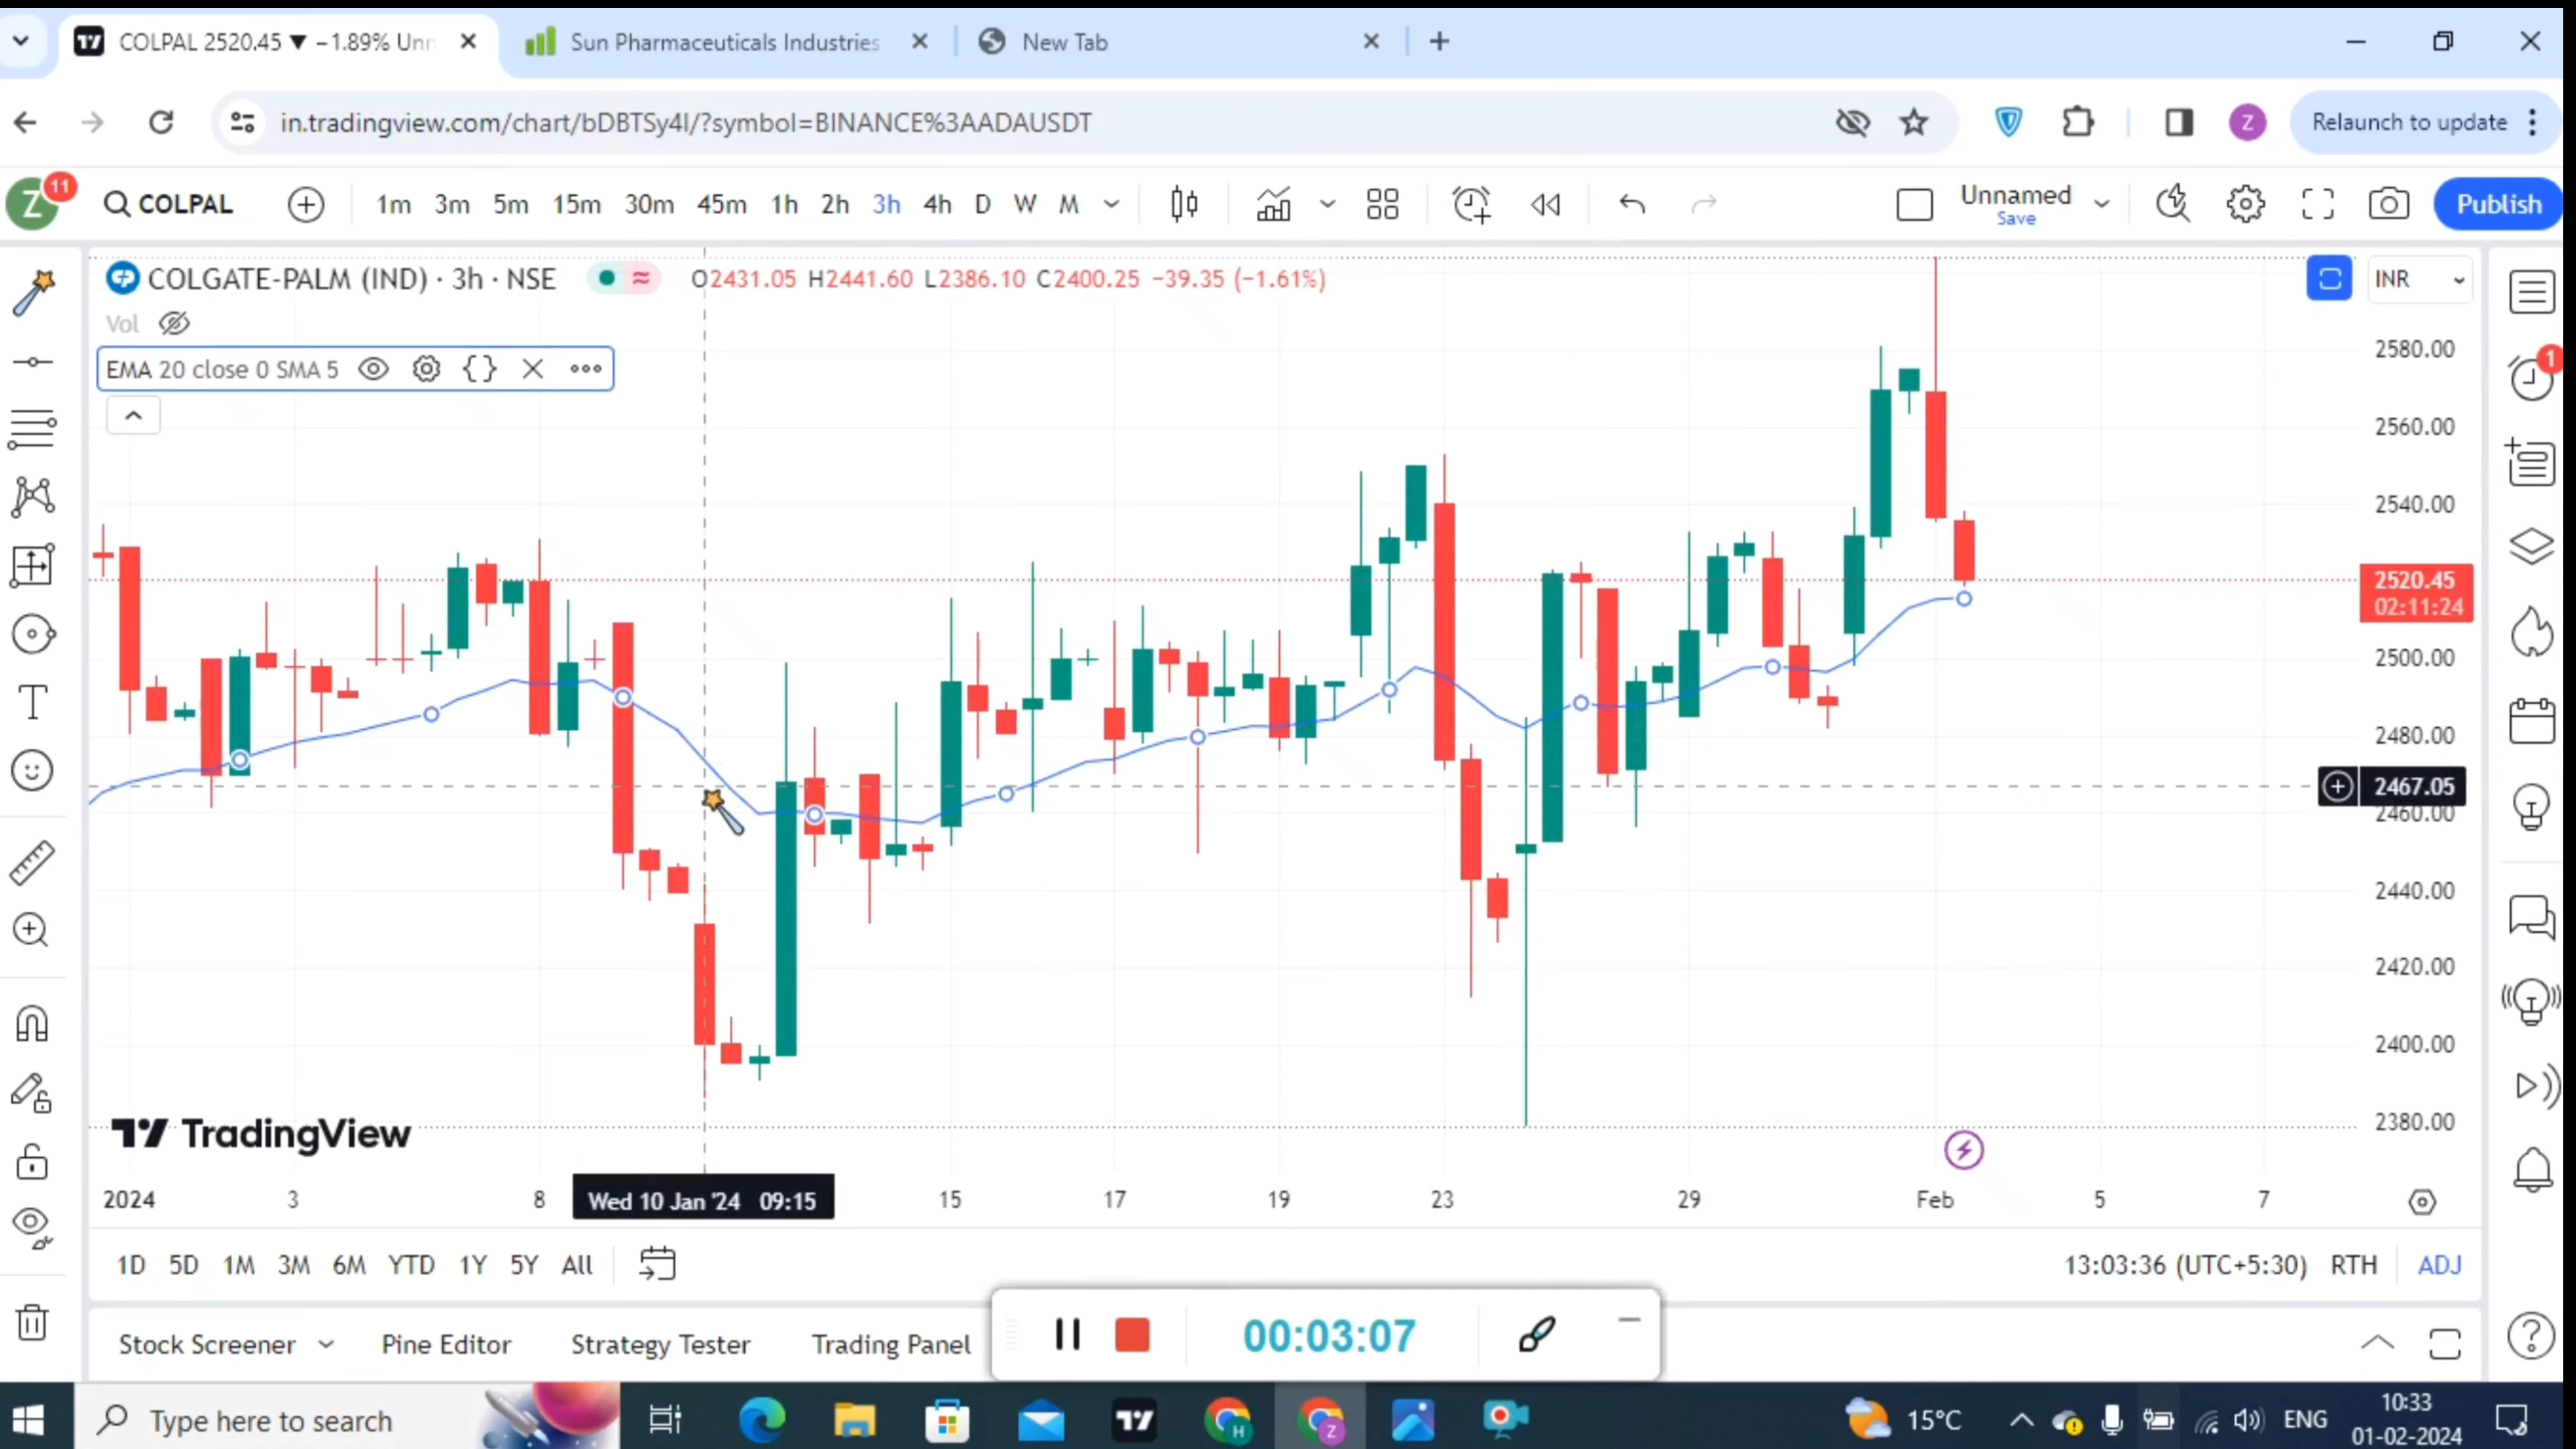 COLPAL 2520.45 ▼ −1.89% Unn
Sun Pharmaceuticals Industries
New Tab
in.tradingview.com/chart/bDBTSy4I/?symbol=BINANCE%3AADAUSDT
Z
Relaunch to update
Z
11
COLPAL
1m 3m 5m 15m 30m 45m 1h 2h 3h 4h D W M
Unnamed
Save
Publish
COLGATE-PALM (IND) · 3h · NSE
O2431.05 H2441.60 L2386.10 C2400.25 −39.35 (−1.61%)
INR
Vol
EMA 20 close 0 SMA 5
1
2580.00
2560.00
2540.00
2520.45
02:11:24
2500.00
2480.00
2467.05
2460.00
2440.00
2420.00
2400.00
2380.00
TradingView
2024 3 8 Wed 10 Jan '24 09:15 15 17 19 23 29 Feb 5 7
1D 5D 1M 3M 6M YTD 1Y 5Y All
13:03:36 (UTC+5:30) RTH ADJ
Stock Screener Pine Editor Strategy Tester Trading Panel
00:03:07
Type here to search
H
Z
15°C
ENG
10:33
01-02-2024